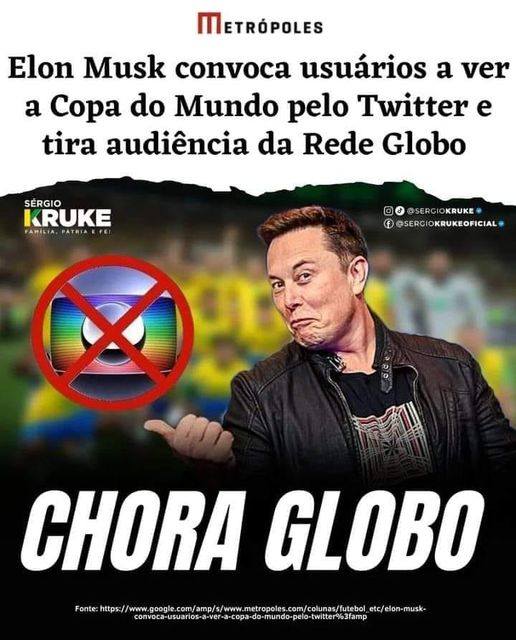 METRÓPOLES
Elon Musk convoca usuários a ver
a Copa do Mundo pelo Twitter e
tira audiência da Rede Globo
SÉRGIO
KRUKE
FAMÍLIA, PÁTRIA E FÉ!
@SERGIOKRUKE
@SERGIOKRUKEOFICIAL
CHORA GLOBO
Fonte: https://www.google.com/amp/s/www.metropoles.com/colunas/futebol_etc/elon-musk-
convoca-usuarios-a-ver-a-copa-do-mundo-pelo-twitter%3famp